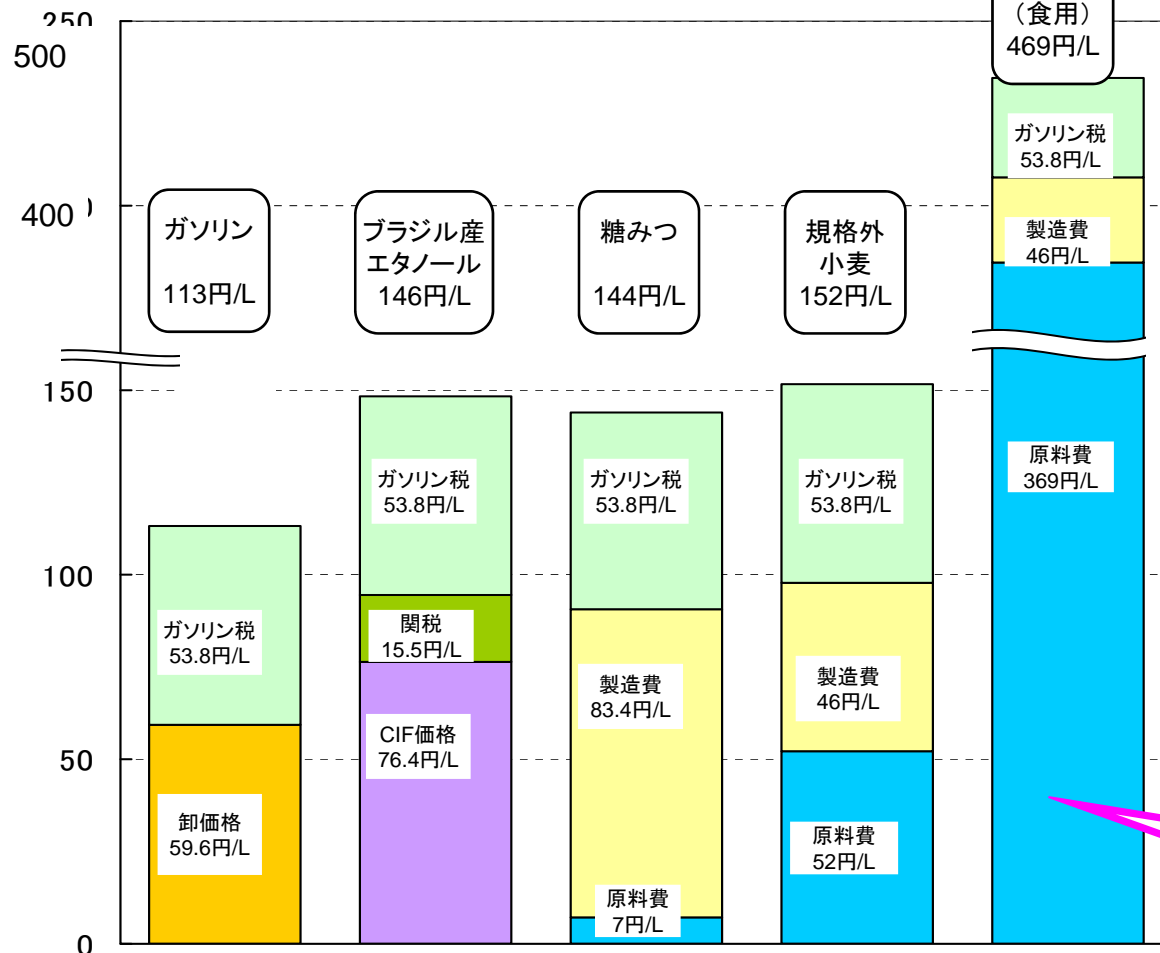 250
500
400
150
100
50
0
ガソリン
113円/L
ガソリン税
53.8円/L
卸価格
59.6円/L
ブラジル産
エタノール
146円/L
ガソリン税
53.8円/L
関税
15.5円/L
CIF価格
76.4円/L
糖みつ
144円/L
ガソリン税
53.8円/L
製造費
83.4円/L
原料費
7円/L
規格外
小麦
152円/L
ガソリン税
53.8円/L
製造費
46円/L
原料費
52円/L
（食用）
469円/L
ガソリン税
53.8円/L
製造費
46円/L
原料費
369円/L